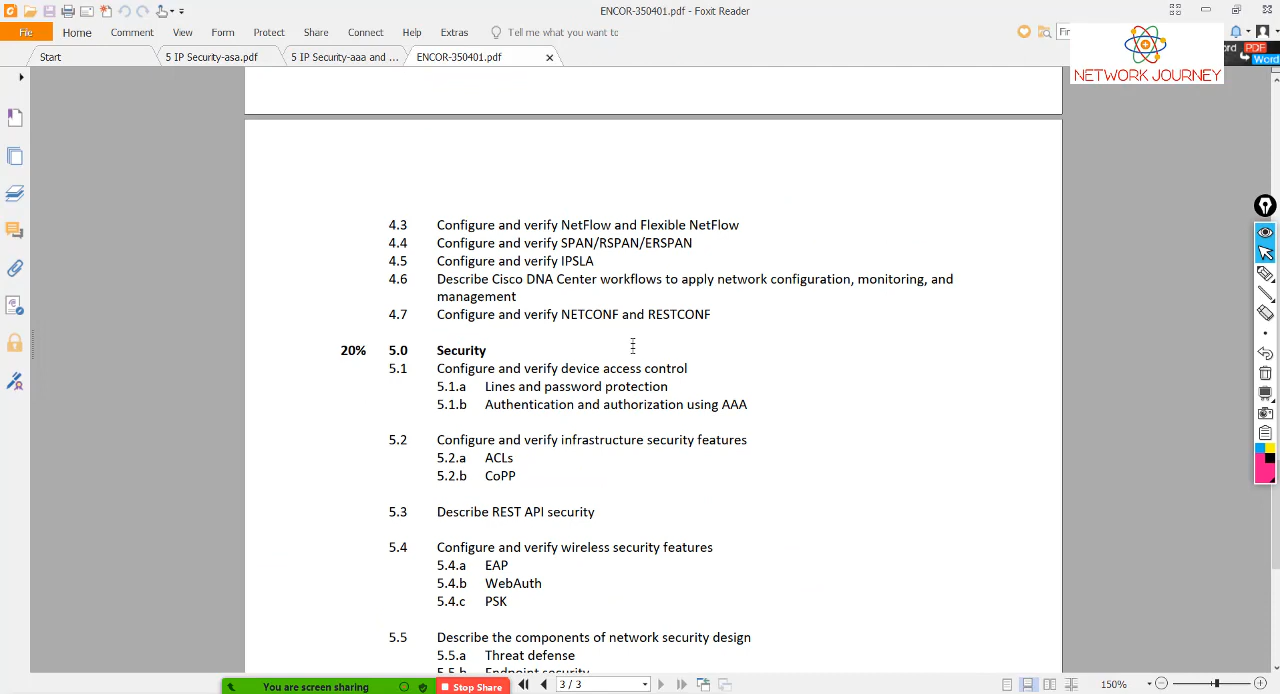 ENCOR-350401.pdf - Foxit Reader
File Home Comment View Form Protect Share Connect Help Extras Tell me what you want to
Start 5 IP Security-asa.pdf 5 IP Security-aaa and ... ENCOR-350401.pdf
PDF
Word
NETWORK JOURNEY
4.3 Configure and verify NetFlow and Flexible NetFlow
4.4 Configure and verify SPAN/RSPAN/ERSPAN
4.5 Configure and verify IPSLA
4.6 Describe Cisco DNA Center workflows to apply network configuration, monitoring, and
management
4.7 Configure and verify NETCONF and RESTCONF
20% 5.0 Security
5.1 Configure and verify device access control
5.1.a Lines and password protection
5.1.b Authentication and authorization using AAA
5.2 Configure and verify infrastructure security features
5.2.a ACLs
5.2.b CoPP
5.3 Describe REST API security
5.4 Configure and verify wireless security features
5.4.a EAP
5.4.b WebAuth
5.4.c PSK
5.5 Describe the components of network security design
5.5.a Threat defense
5.5.b Endpoint security
You are screen sharing Stop Share 3 / 3 150%